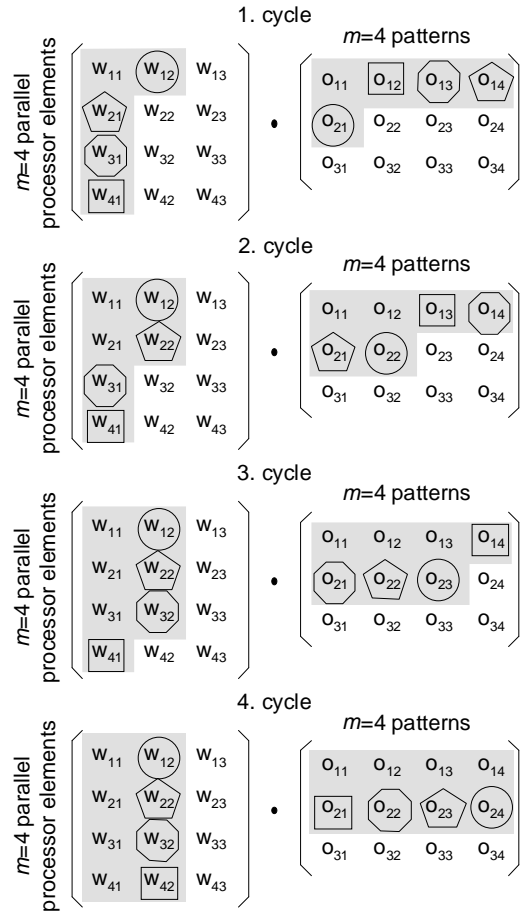 1. cycle
m=4 patterns
m=4 parallel
processor elements
w11 w12 w13
w21 w22 w23
w31 w32 w33
w41 w42 w43
•
o11 o12 o13 o14
o21 o22 o23 o24
o31 o32 o33 o34
2. cycle
m=4 patterns
m=4 parallel
processor elements
w11 w12 w13
w21 w22 w23
w31 w32 w33
w41 w42 w43
•
o11 o12 o13 o14
o21 o22 o23 o24
o31 o32 o33 o34
3. cycle
m=4 patterns
m=4 parallel
processor elements
w11 w12 w13
w21 w22 w23
w31 w32 w33
w41 w42 w43
•
o11 o12 o13 o14
o21 o22 o23 o24
o31 o32 o33 o34
4. cycle
m=4 patterns
m=4 parallel
processor elements
w11 w12 w13
w21 w22 w23
w31 w32 w33
w41 w42 w43
•
o11 o12 o13 o14
o21 o22 o23 o24
o31 o32 o33 o34